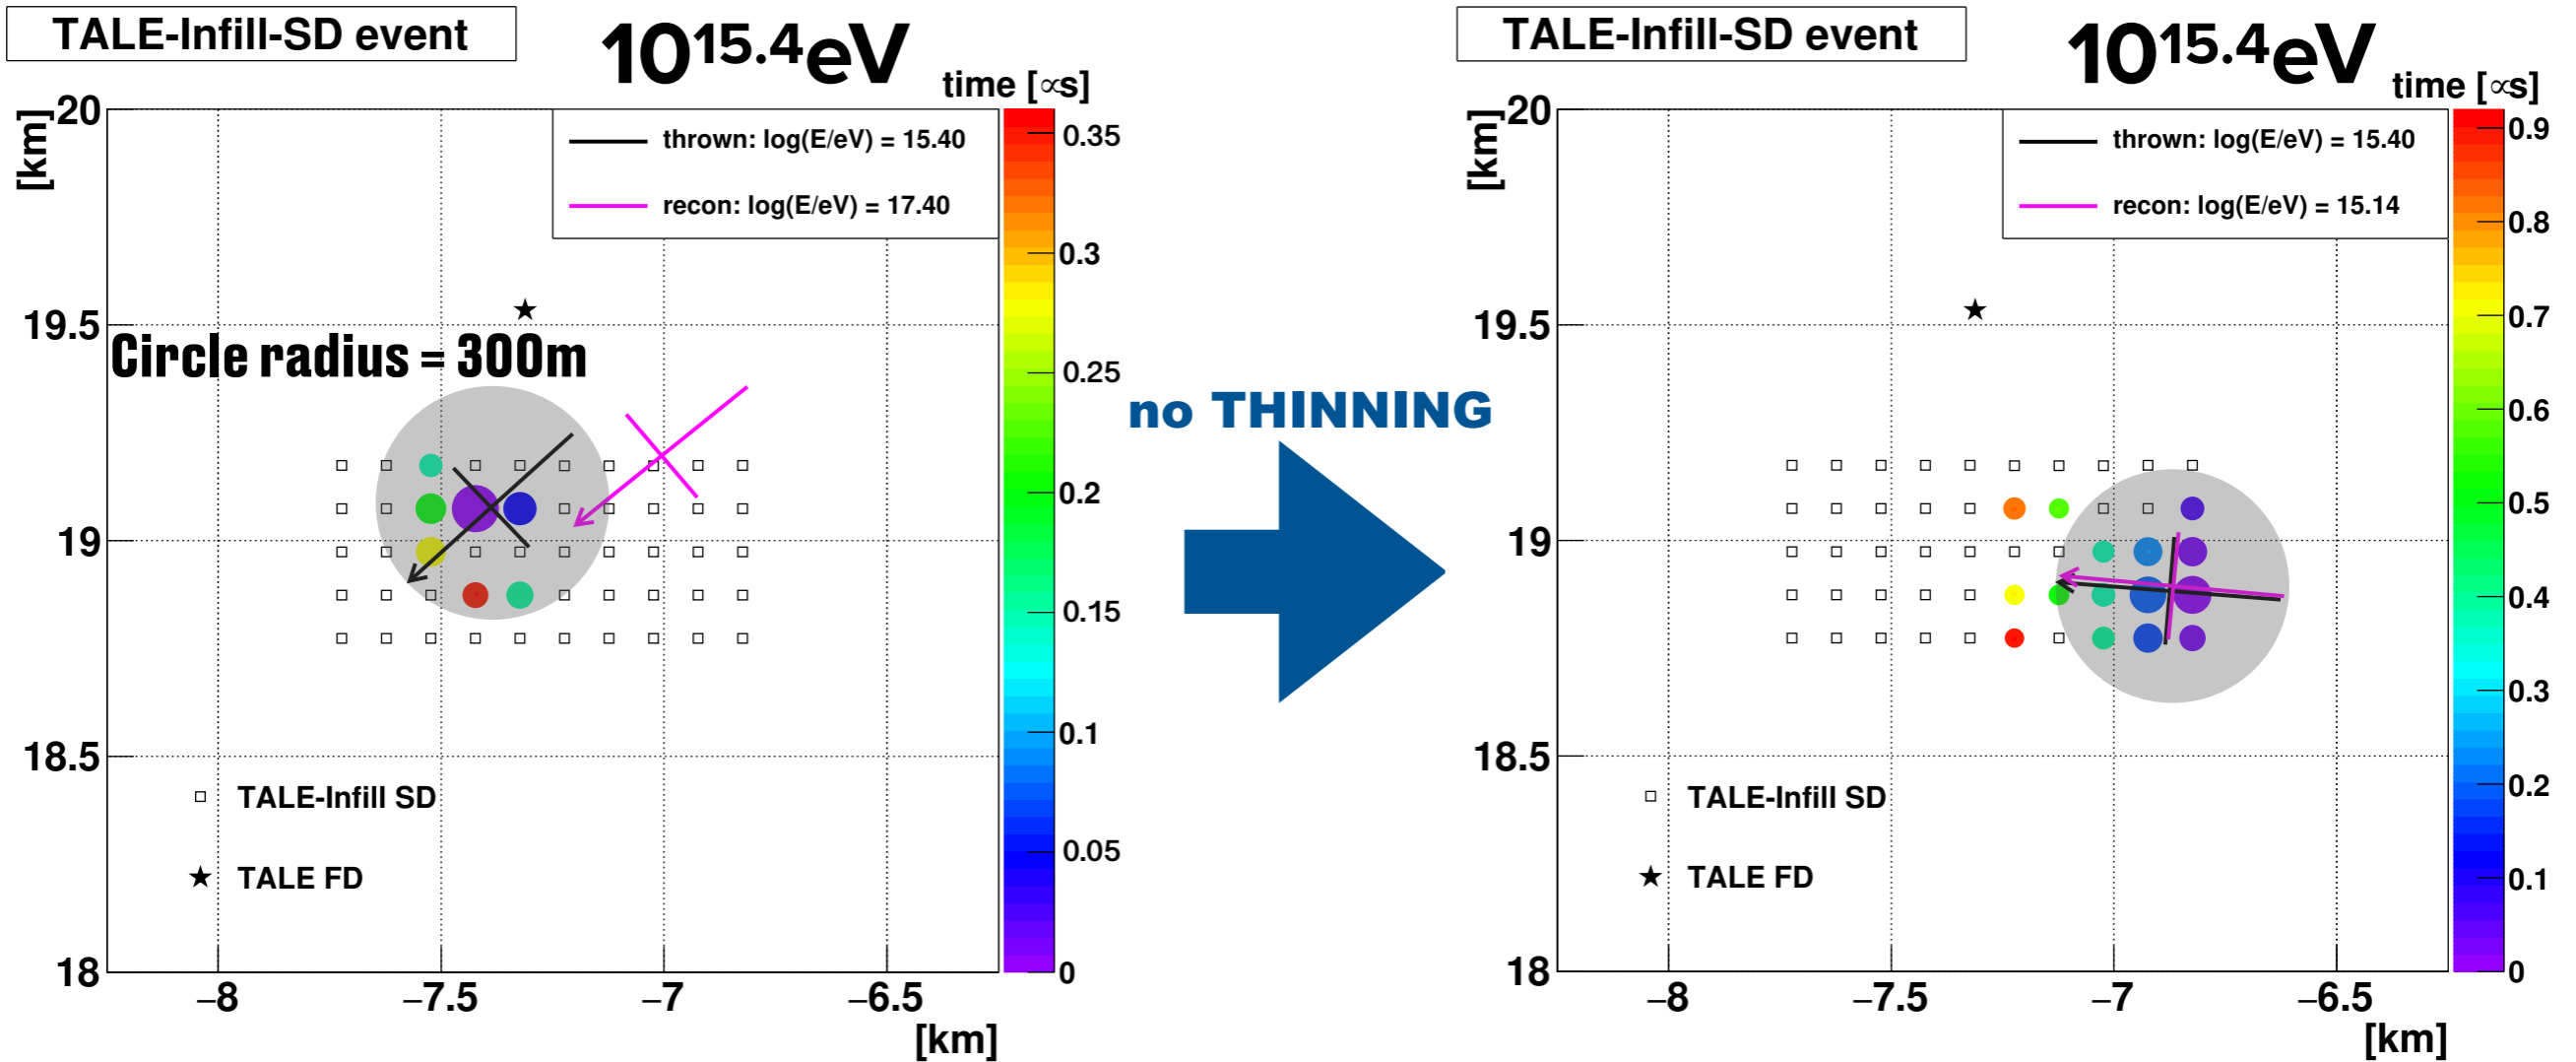 TALE-Infill-SD event
10^15.4eV
time [∝s]
[km]
20
19.5
19
18.5
18
thrown: log(E/eV) = 15.40
recon: log(E/eV) = 17.40
Circle radius = 300m
TALE-Infill SD
TALE FD
0.35
0.3
0.25
0.2
0.15
0.1
0.05
0
−8
−7.5
−7
−6.5
[km]
no THINNING
TALE-Infill-SD event
10^15.4eV
time [∝s]
[km]
20
19.5
19
18.5
18
thrown: log(E/eV) = 15.40
recon: log(E/eV) = 15.14
TALE-Infill SD
TALE FD
0.9
0.8
0.7
0.6
0.5
0.4
0.3
0.2
0.1
0
−8
−7.5
−7
−6.5
[km]